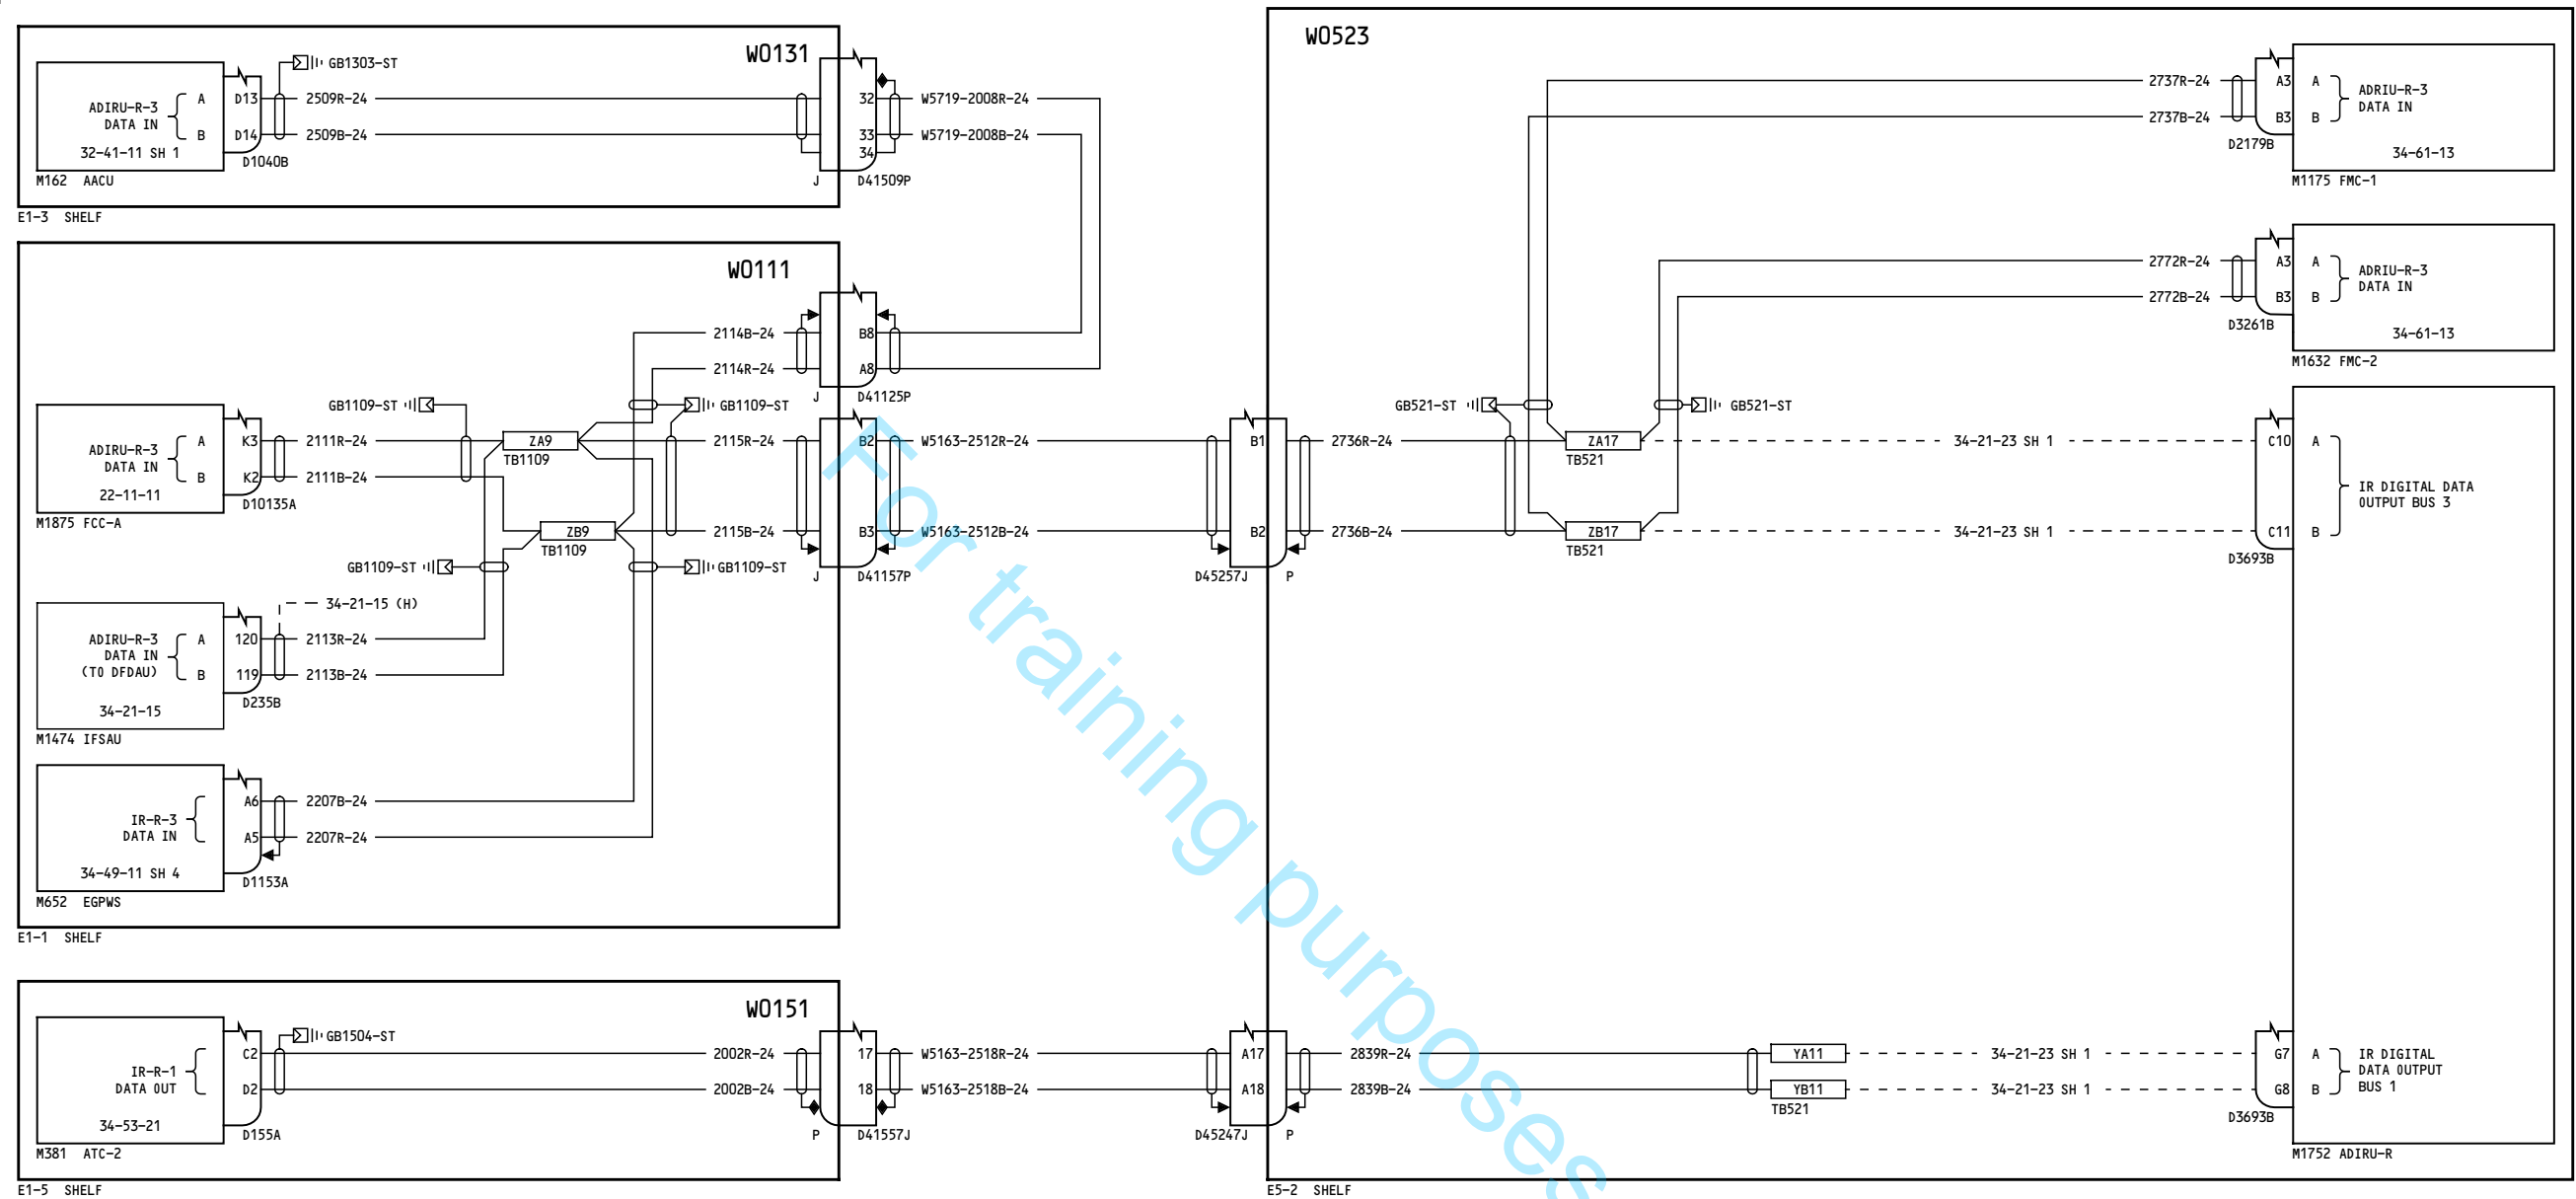 W0131
GB1303-ST
ADIRU-R-3
DATA IN
A
B
32-41-11 SH 1
D13
D14
2509R-24
2509B-24
D1040B
M162 AACU
E1-3 SHELF
32
33
34
J
D41509P
W5719-2008R-24
W5719-2008B-24
W0111
2114B-24
2114R-24
B8
A8
J
D41125P
GB1109-ST
GB1109-ST
ADIRU-R-3
DATA IN
A
B
22-11-11
K3
K2
2111R-24
2111B-24
D10135A
M1875 FCC-A
ZA9
TB1109
ZB9
TB1109
2115R-24
2115B-24
GB1109-ST
GB1109-ST
B2
B3
J
D41157P
W5163-2512R-24
W5163-2512B-24
34-21-15 (H)
ADIRU-R-3
DATA IN
(TO DFDAU)
A
B
34-21-15
120
119
2113R-24
2113B-24
D235B
M1474 IFSAU
IR-R-3
DATA IN
34-49-11 SH 4
A6
A5
2207B-24
2207R-24
D1153A
M652 EGPWS
E1-1 SHELF
W0151
GB1504-ST
IR-R-1
DATA OUT
34-53-21
C2
D2
D155A
M381 ATC-2
E1-5 SHELF
2002R-24
2002B-24
17
18
P
D41557J
W5163-2518R-24
W5163-2518B-24
W0523
2737R-24
2737B-24
A3
B3
D2179B
A
B
ADRIU-R-3
DATA IN
34-61-13
M1175 FMC-1
2772R-24
2772B-24
A3
B3
D3261B
A
B
ADRIU-R-3
DATA IN
34-61-13
M1632 FMC-2
B1
B2
D45257J
P
2736R-24
2736B-24
GB521-ST
GB521-ST
ZA17
TB521
ZB17
TB521
34-21-23 SH 1
34-21-23 SH 1
C10
C11
D3693B
A
B
IR DIGITAL DATA
OUTPUT BUS 3
A17
A18
D45247J
P
2839R-24
2839B-24
YA11
YB11
TB521
34-21-23 SH 1
34-21-23 SH 1
G7
G8
D3693B
A
B
IR DIGITAL
DATA OUTPUT
BUS 1
M1752 ADIRU-R
E5-2 SHELF
For training purposes